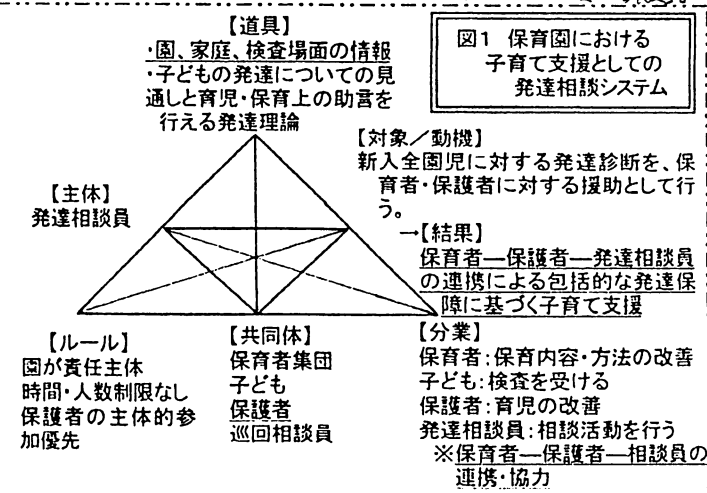 【道具】
・園、家庭、検査場面の情報
・子どもの発達についての見
通しと育児・保育上の助言を
行える発達理論
図1 保育園における
子育て支援としての
発達相談システム
【対象／動機】
新入全園児に対する発達診断を、保
育者・保護者に対する援助として行
う。
→【結果】
保育者―保護者―発達相談員
の連携による包括的な発達保
障に基づく子育て支援
【主体】
発達相談員
【ルール】
園が責任主体
時間・人数制限なし
保護者の主体的参
加優先
【共同体】
保育者集団
子ども
保護者
巡回相談員
【分業】
保育者:保育内容・方法の改善
子ども:検査を受ける
保護者:育児の改善
発達相談員:相談活動を行う
※保育者―保護者―相談員の
連携・協力